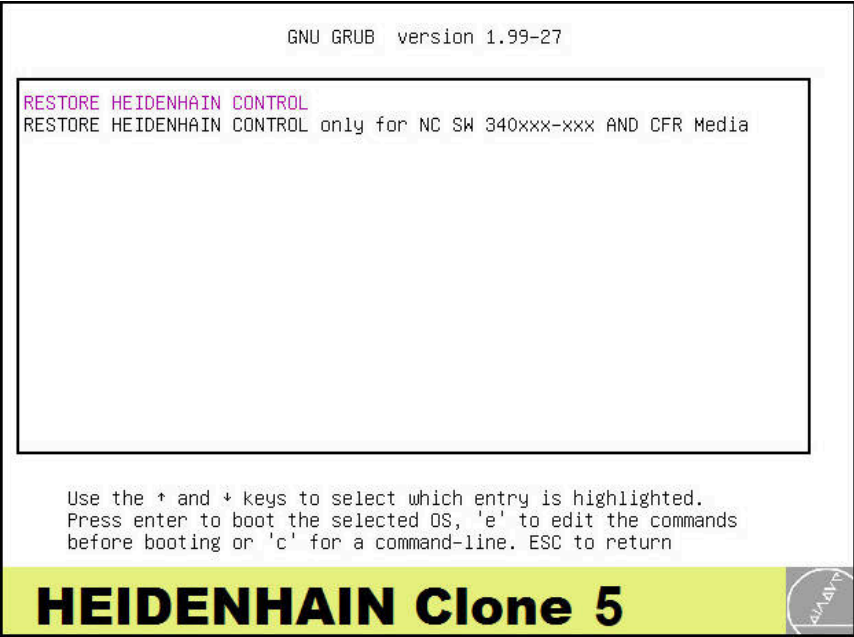 GNU GRUB version 1.99-27
RESTORE HEIDENHAIN CONTROL
RESTORE HEIDENHAIN CONTROL only for NC SW 340xxx-xxx AND CFR Media
Use the ↑ and ↓ keys to select which entry is highlighted.
Press enter to boot the selected OS, 'e' to edit the commands
before booting or 'c' for a command-line. ESC to return
HEIDENHAIN Clone 5